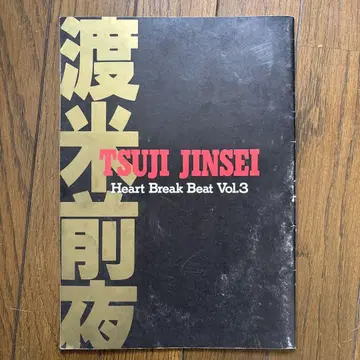 渡米前夜
TSUJI JINSEI
Heart Break Beat Vol.3